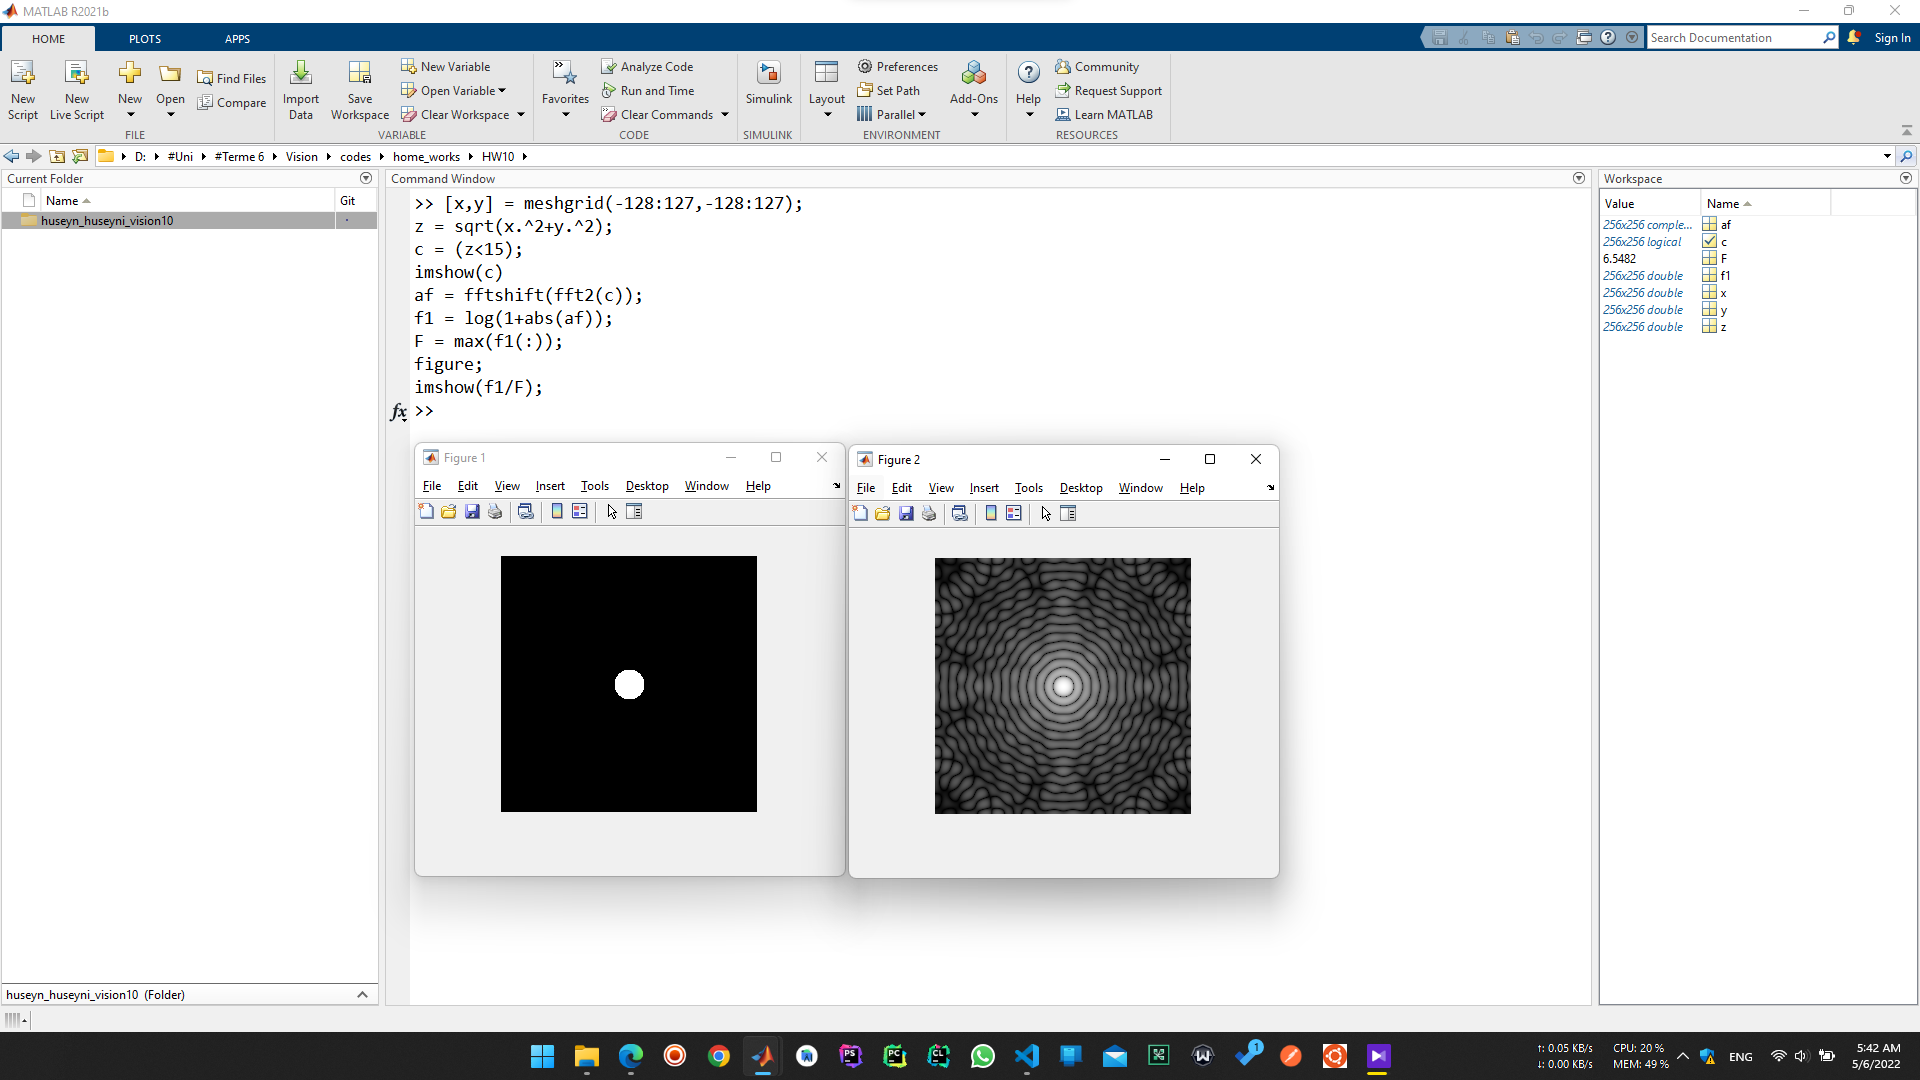 MATLAB R2021b
HOME PLOTS APPS
Search Documentation
Sign In
New Script
New Live Script
New
Open
Find Files
Compare
FILE
Import Data
Save Workspace
New Variable
Open Variable
Clear Workspace
VARIABLE
Favorites
Analyze Code
Run and Time
Clear Commands
CODE
Simulink
SIMULINK
Layout
Preferences
Set Path
Parallel
Add-Ons
ENVIRONMENT
Help
Community
Request Support
Learn MATLAB
RESOURCES
D: #Uni #Terme 6 Vision codes home_works HW10
Current Folder
Name Git
huseyn_huseyni_vision10
huseyn_huseyni_vision10 (Folder)
Command Window
>> [x,y] = meshgrid(-128:127,-128:127);
z = sqrt(x.^2+y.^2);
c = (z<15);
imshow(c)
af = fftshift(fft2(c));
f1 = log(1+abs(af));
F = max(f1(:));
figure;
imshow(f1/F);
fx >>
Figure 1
File Edit View Insert Tools Desktop Window Help
Figure 2
File Edit View Insert Tools Desktop Window Help
Workspace
Value Name
256x256 comple... af
256x256 logical c
6.5482 F
256x256 double f1
256x256 double x
256x256 double y
256x256 double z
PS
PC
CL
1
↑: 0.05 KB/s
↓: 0.00 KB/s
CPU: 20 %
MEM: 49 %
ENG
5:42 AM
5/6/2022